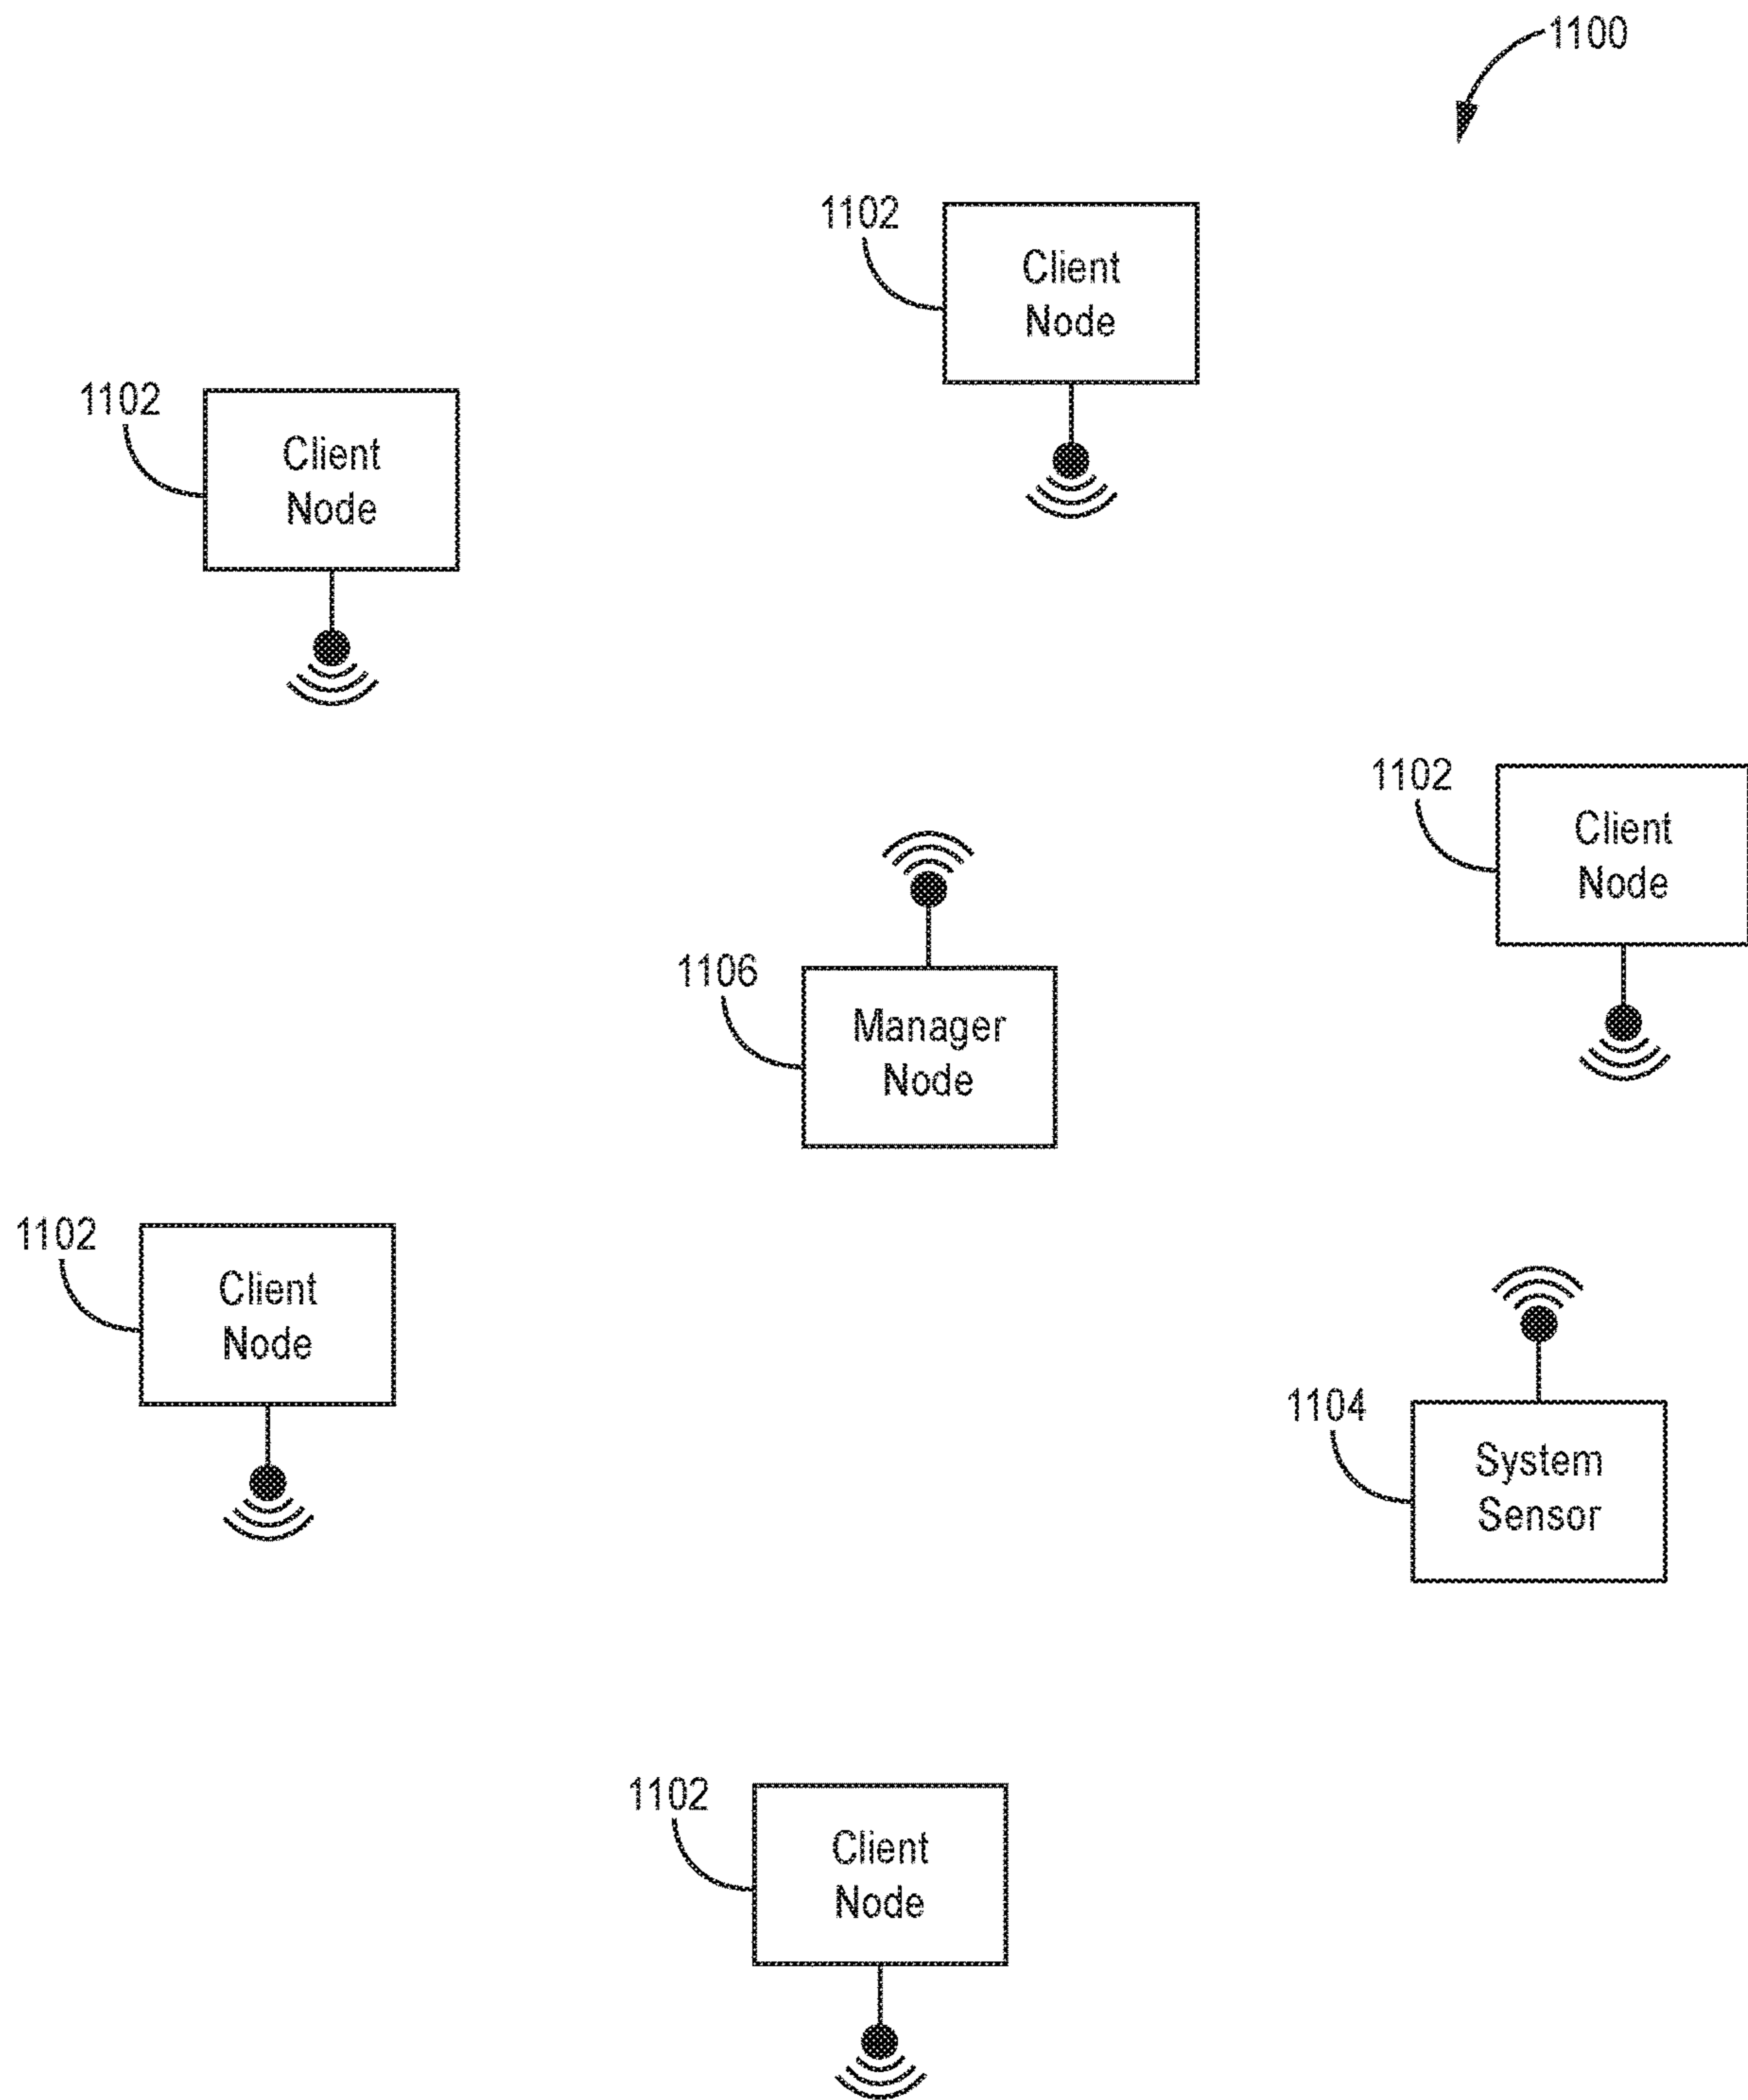 1100
1102
Client
Node
1102
Client
Node
1102
Client
Node
1106
Manager
Node
1102
Client
Node
1104
System
Sensor
1102
Client
Node